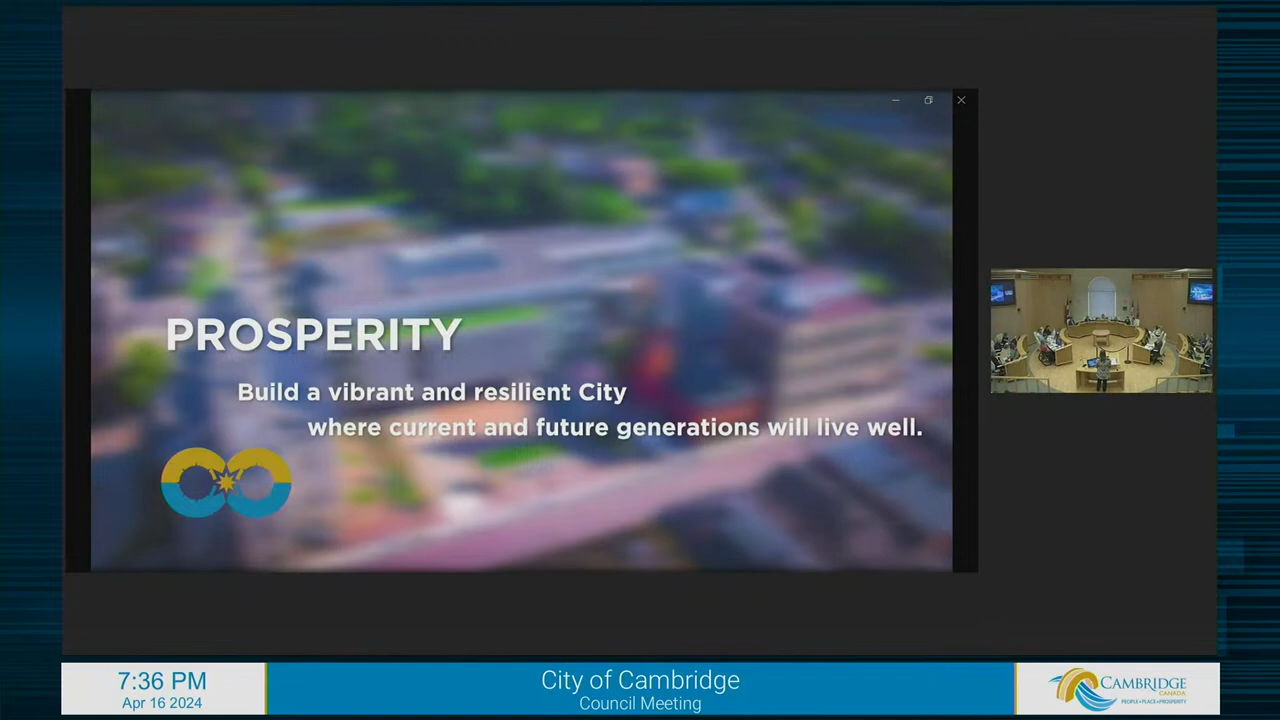 PROSPERITY
Build a vibrant and resilient City
where current and future generations will live well.
7:36 PM
Apr 16 2024
City of Cambridge
Council Meeting
CAMBRIDGE
CANADA
PEOPLE•PLACE•PROSPERITY